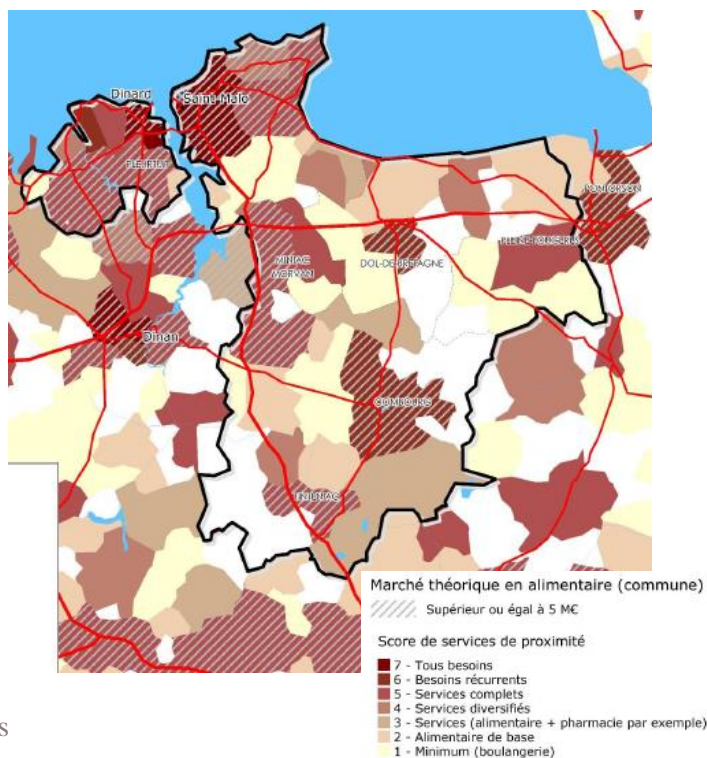 Dinard
Saint-Malo
PLEURTUIT
PONTORSON
PLEINE-FOUGERES
MINIAC
MORVAN
DOL-DE-BRETAGNE
Dinan
COMBOURG
TINTENIAC
Marché théorique en alimentaire (commune)
Supérieur ou égal à 5 M€
Score de services de proximité
7 - Tous besoins
6 - Besoins récurrents
5 - Services complets
4 - Services diversifiés
3 - Services (alimentaire + pharmacie par exemple)
2 - Alimentaire de base
1 - Minimum (boulangerie)
s